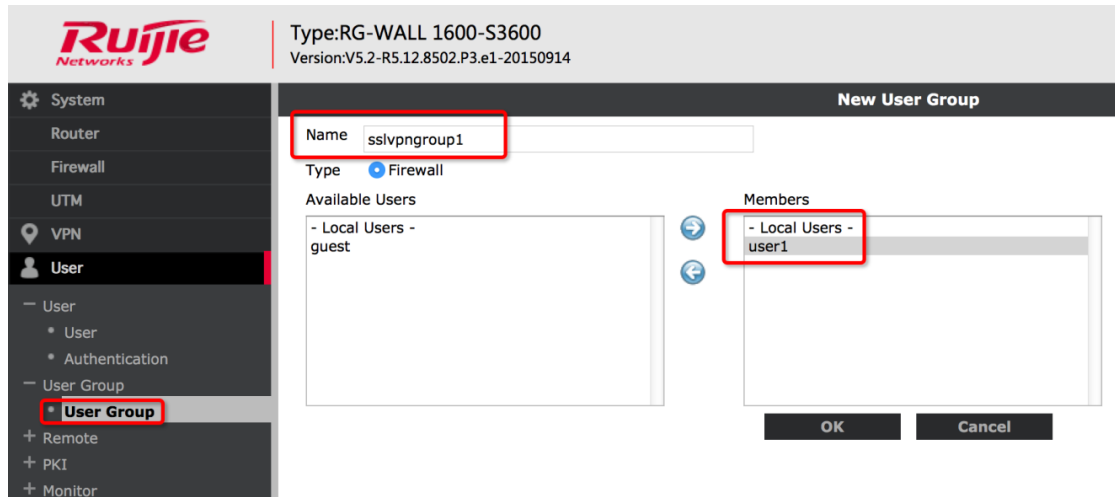 Ruijie
Networks
Type:RG-WALL 1600-S3600
Version:V5.2-R5.12.8502.P3.e1-20150914
System
Router
Firewall
UTM
VPN
User
User
User
Authentication
User Group
User Group
Remote
PKI
Monitor
New User Group
Name sslvpngroup1
Type Firewall
Available Users
- Local Users -
guest
Members
- Local Users -
user1
OK Cancel